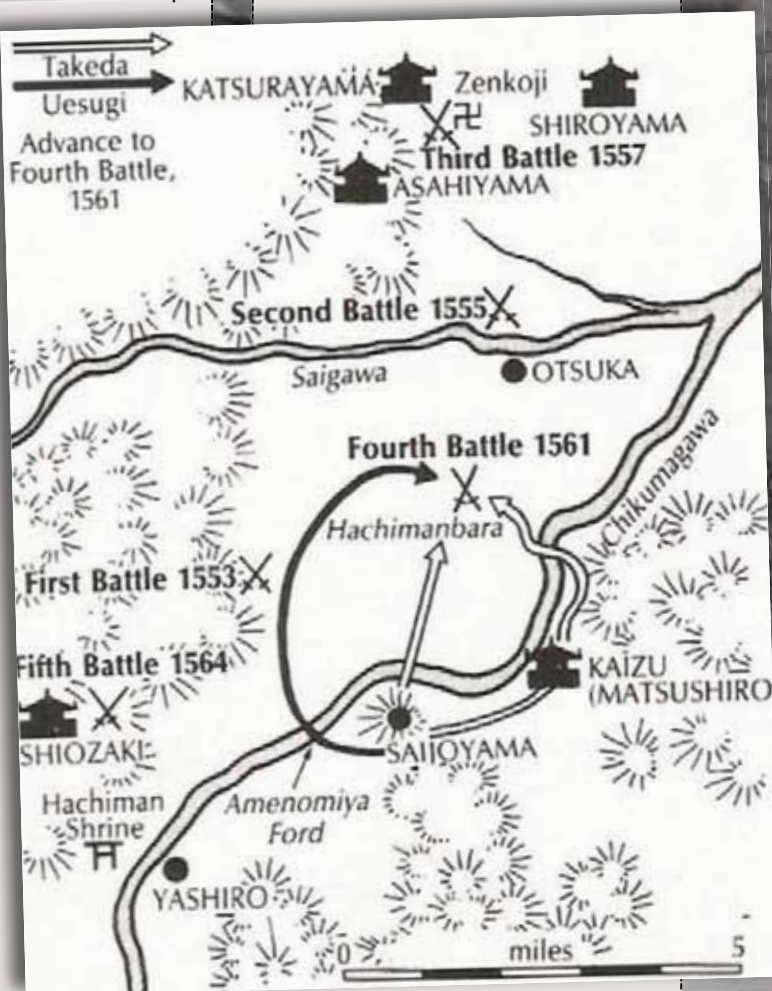 Takeda
Uesugi
Advance to
Fourth Battle,
1561
KATSURAYAMA
Zenkoji
卍
SHIROYAMA
Third Battle 1557
ASAHIYAMA
Second Battle 1555
Saigawa
OTSUKA
Fourth Battle 1561
Chikumagawa
Hachimanbara
First Battle 1553
Fifth Battle 1564
KAIZU
(MATSUSHIRO
SHIOZAKI
SAIJOYAMA
Hachiman
Shrine
Amenomiya
Ford
YASHIRO
0 miles 5